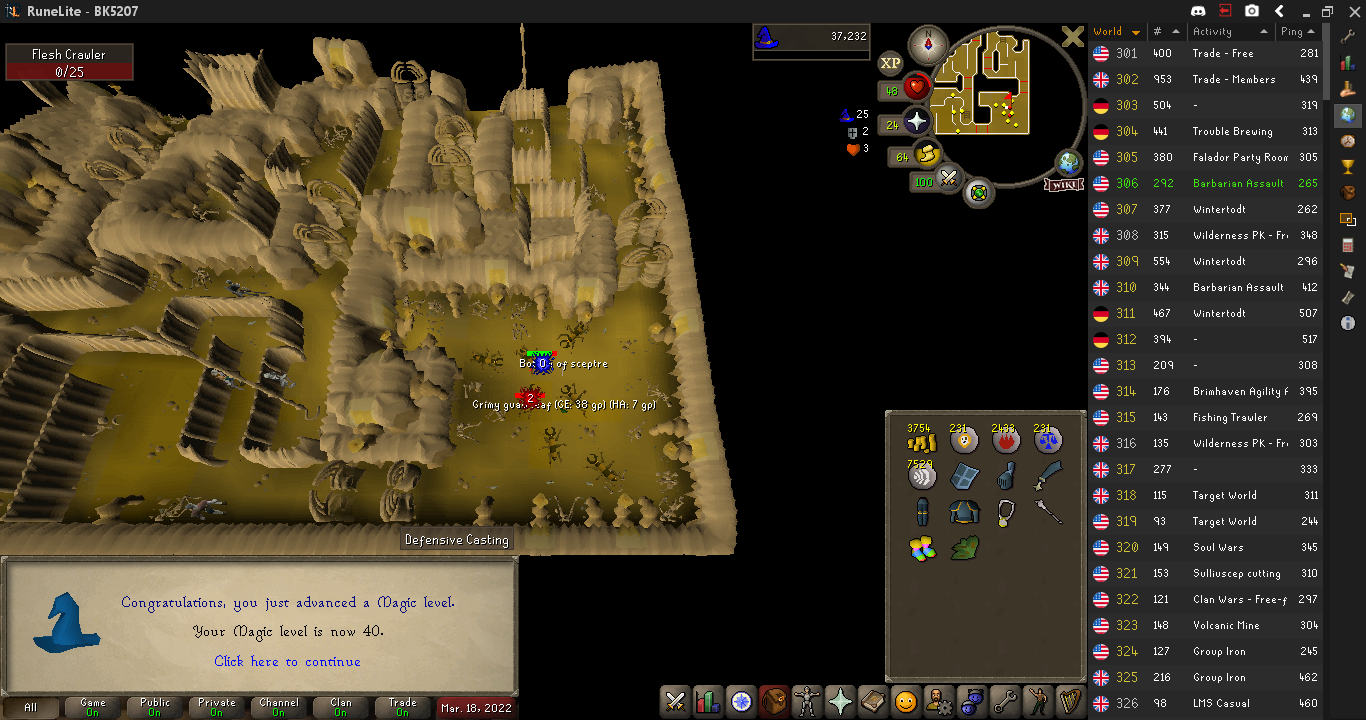 RuneLite - BK5207
Flesh Crawler
0/25
37,232
N
XP
48
24
64
100
25
2
3
WIKI
0
2
Grimy guam leaf (GE: 38 gp) (HA: 7 gp)
of sceptre
3754 231 2433 231
7529
Defensive Casting
Congratulations, you just advanced a Magic level.
Your Magic level is now 40.
Click here to continue
All
Game On
Public On
Private On
Channel On
Clan On
Trade On
Mar. 18, 2022
World # Activity Ping
301 400 Trade - Free 281
302 953 Trade - Members 439
303 504 - 319
304 441 Trouble Brewing 313
305 380 Falador Party Room 305
306 292 Barbarian Assault 265
307 377 Wintertodt 262
308 315 Wilderness PK - Fr 348
309 554 Wintertodt 296
310 344 Barbarian Assault 412
311 467 Wintertodt 507
312 394 - 517
313 209 - 308
314 176 Brimhaven Agility 395
315 143 Fishing Trawler 269
316 135 Wilderness PK - Fr 303
317 277 - 333
318 115 Target World 311
319 93 Target World 244
320 149 Soul Wars 345
321 153 Sulliuscep cutting 310
322 121 Clan Wars - Free-f 297
323 148 Volcanic Mine 304
324 127 Group Iron 245
325 216 Group Iron 462
326 98 LMS Casual 460